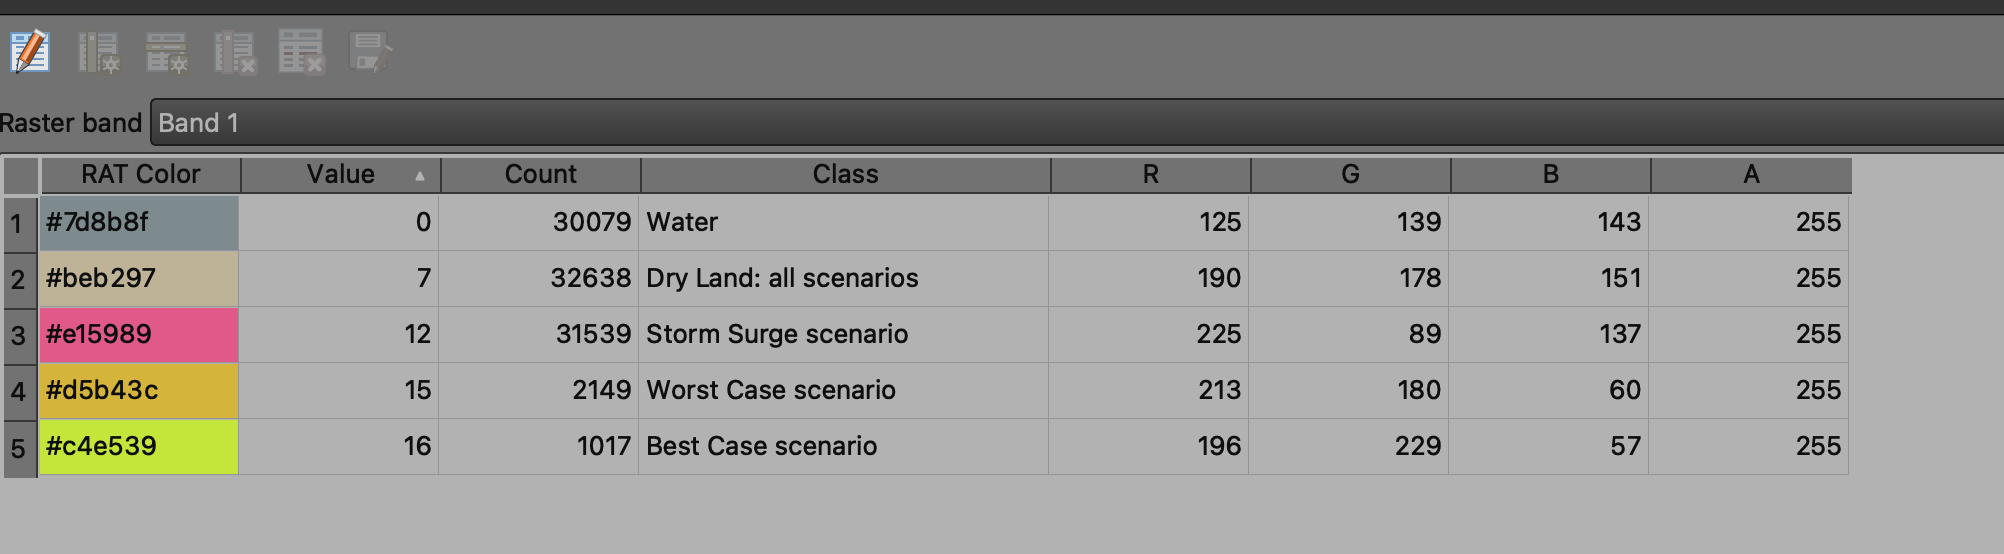 Raster band Band 1
RAT Color Value Count Class R G B A
1 #7d8b8f 0 30079 Water 125 139 143 255
2 #beb297 7 32638 Dry Land: all scenarios 190 178 151 255
3 #e15989 12 31539 Storm Surge scenario 225 89 137 255
4 #d5b43c 15 2149 Worst Case scenario 213 180 60 255
5 #c4e539 16 1017 Best Case scenario 196 229 57 255